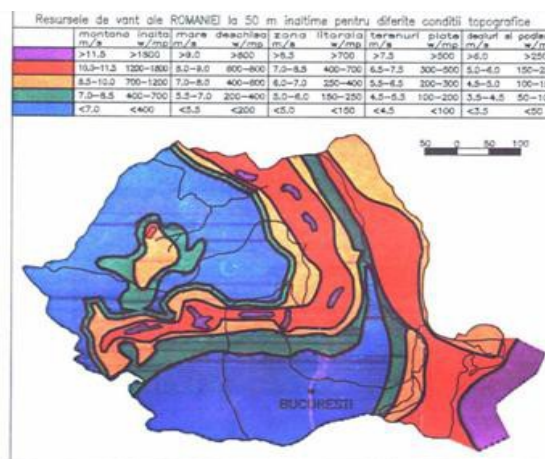 Resursele de vant ale ROMANIEI la 50 m inaltime pentru diferite conditii topografice
montana inalta mare deschisa zona litorala terenuri plate dealuri si podisuri
m/s w/mp m/s w/mp m/s w/mp m/s w/mp m/s w/mp
>11.5 >1800 >9.0 >800 >8.5 >700 >7.5 >500 >6.0 >250
10.0-11.5 1200-1800 8.0-9.0 600-800 7.0-8.5 400-700 6.5-7.5 300-500 5.0-6.0
8.5-10.0 700-1200 7.0-8.0 400-600 6.0-7.0 250-400 5.5-6.5 200-300 4.5-5.0
7.0-8.5 400-700 5.5-7.0 200-400 5.0-6.0 150-250 4.5-5.5 100-200 3.5-4.5
<7.0 <400 <5.5 <200 <5.0 <150 <4.5 <100 <3.5 <50
50 0 50 100
BUCURESTI